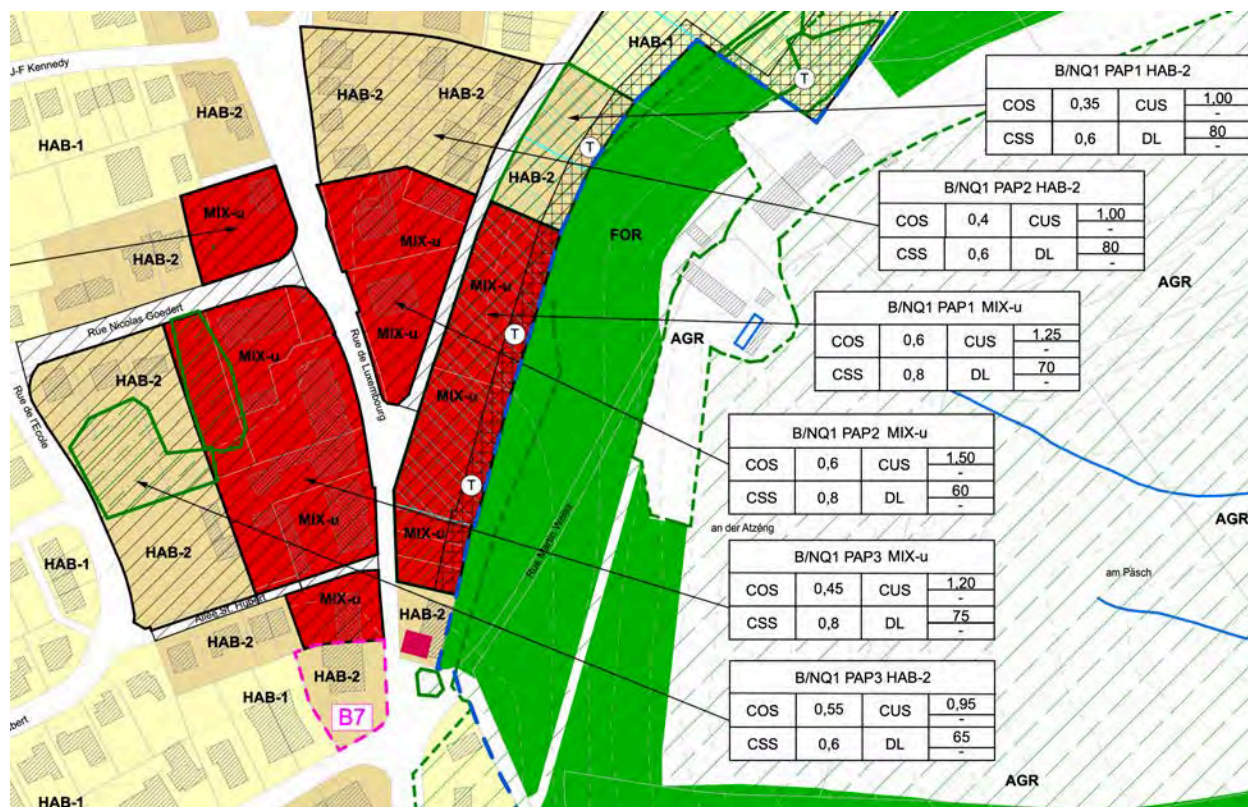 HAB-1
J-F Kennedy
HAB-2
HAB-1
HAB-2
HAB-2
T
MIX-u
HAB-2
MIX-u
HAB-2
T
FOR
MIX-u
MIX-u
Rue Nicolas Goedert
Rue de Luxembourg
T
MIX-u
HAB-2
Rue de l'Ecole
MIX-u
T
MIX-u
HAB-2
MIX-u
HAB-1
Allée St. Hubert
MIX-u
HAB-2
HAB-2
HAB-2
HAB-1
B7
bert
HAB-1
Rue Martin Weiss
AGR
AGR
an der Atzéng
AGR
am Päsch
AGR
B/NQ1 PAP1 HAB-2
COS 0,35 CUS 1,00 -
CSS 0,6 DL 80 -
B/NQ1 PAP2 HAB-2
COS 0,4 CUS 1,00 -
CSS 0,6 DL 80 -
B/NQ1 PAP1 MIX-u
COS 0,6 CUS 1,25 -
CSS 0,8 DL 70 -
B/NQ1 PAP2 MIX-u
COS 0,6 CUS 1,50 -
CSS 0,8 DL 60 -
B/NQ1 PAP3 MIX-u
COS 0,45 CUS 1,20 -
CSS 0,8 DL 75 -
B/NQ1 PAP3 HAB-2
COS 0,55 CUS 0,95 -
CSS 0,6 DL 65 -